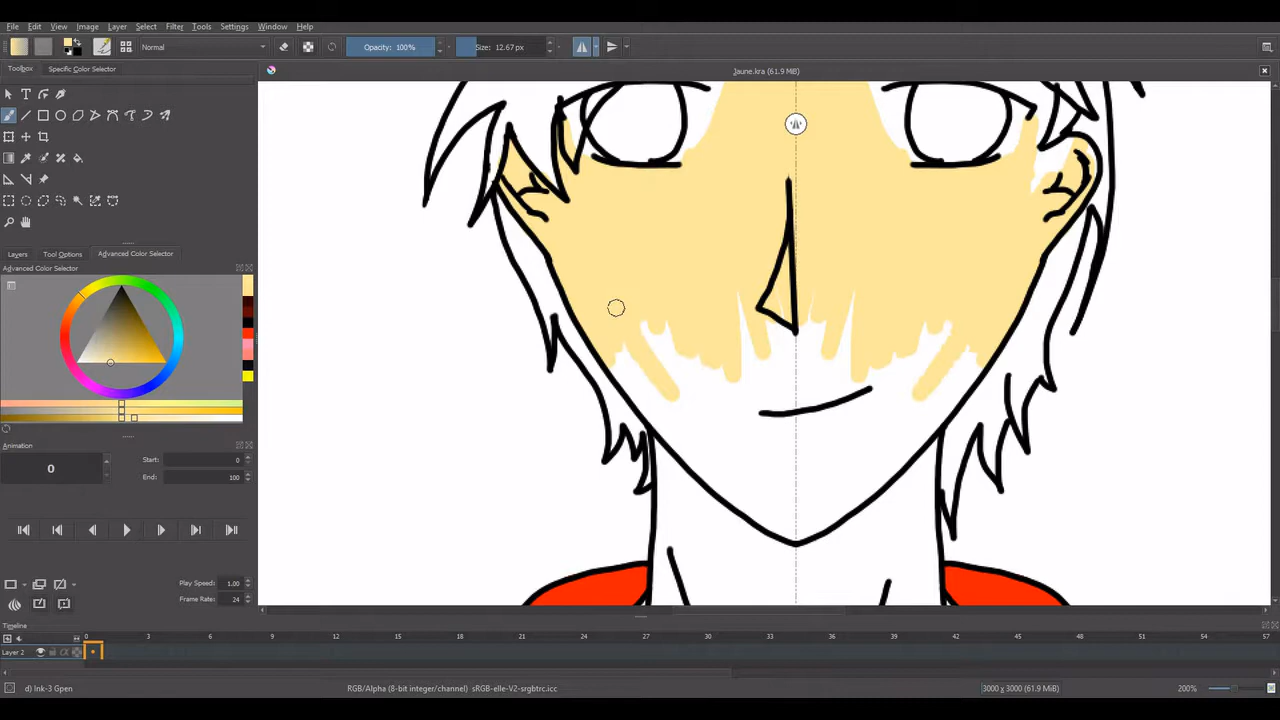 File Edit View Image Layer Select Filter Tools Settings Window Help
Normal Opacity: 100% Size: 12.67 px
Toolbox Specific Color Selector
Jaune.kra (61.9 MiB)
Layers Tool Options Advanced Color Selector
Advanced Color Selector
Animation
0 Start: 0
End: 100
Play Speed: 1.00
Frame Rate: 24
Timeline
0 3 6 9 12 15 18 21 24 27 30 33 36 39 42 45 48 51 54 57
Layer 2
d) Ink-3 Gpen RGB/Alpha (8-bit integer/channel) sRGB-elle-V2-srgbtrc.icc 3000 x 3000 (61.9 MiB) 200%